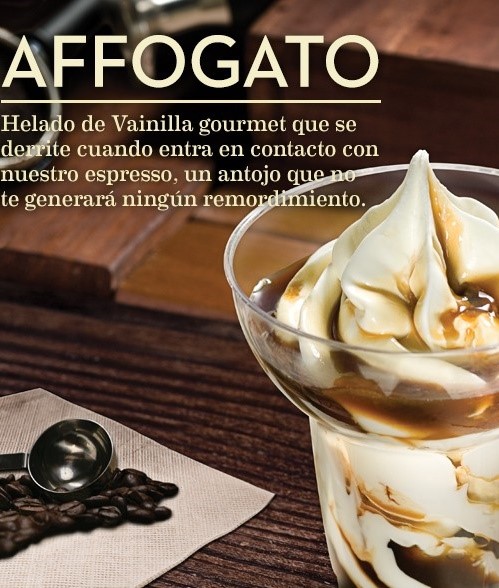 AFFOGATO
Helado de Vainilla gourmet que se
derrite cuando entra en contacto con
nuestro espresso, un antojo que no
te generará ningún remordimiento.